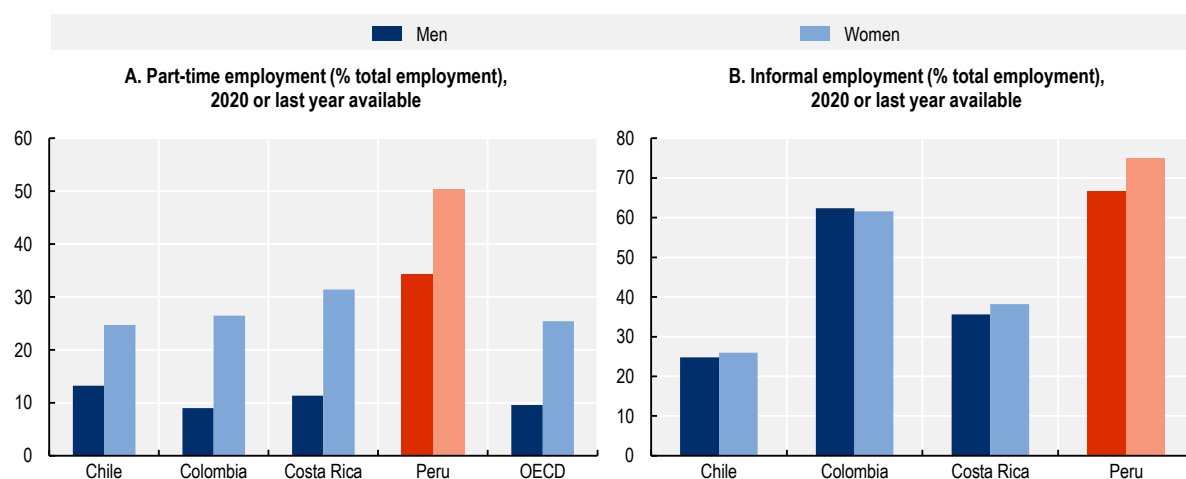 Men
Women
A. Part-time employment (% total employment),
2020 or last year available
60
50
40
30
20
10
0
Chile
Colombia
Costa Rica
Peru
OECD
B. Informal employment (% total employment),
2020 or last year available
80
70
60
50
40
30
20
10
0
Chile
Colombia
Costa Rica
Peru